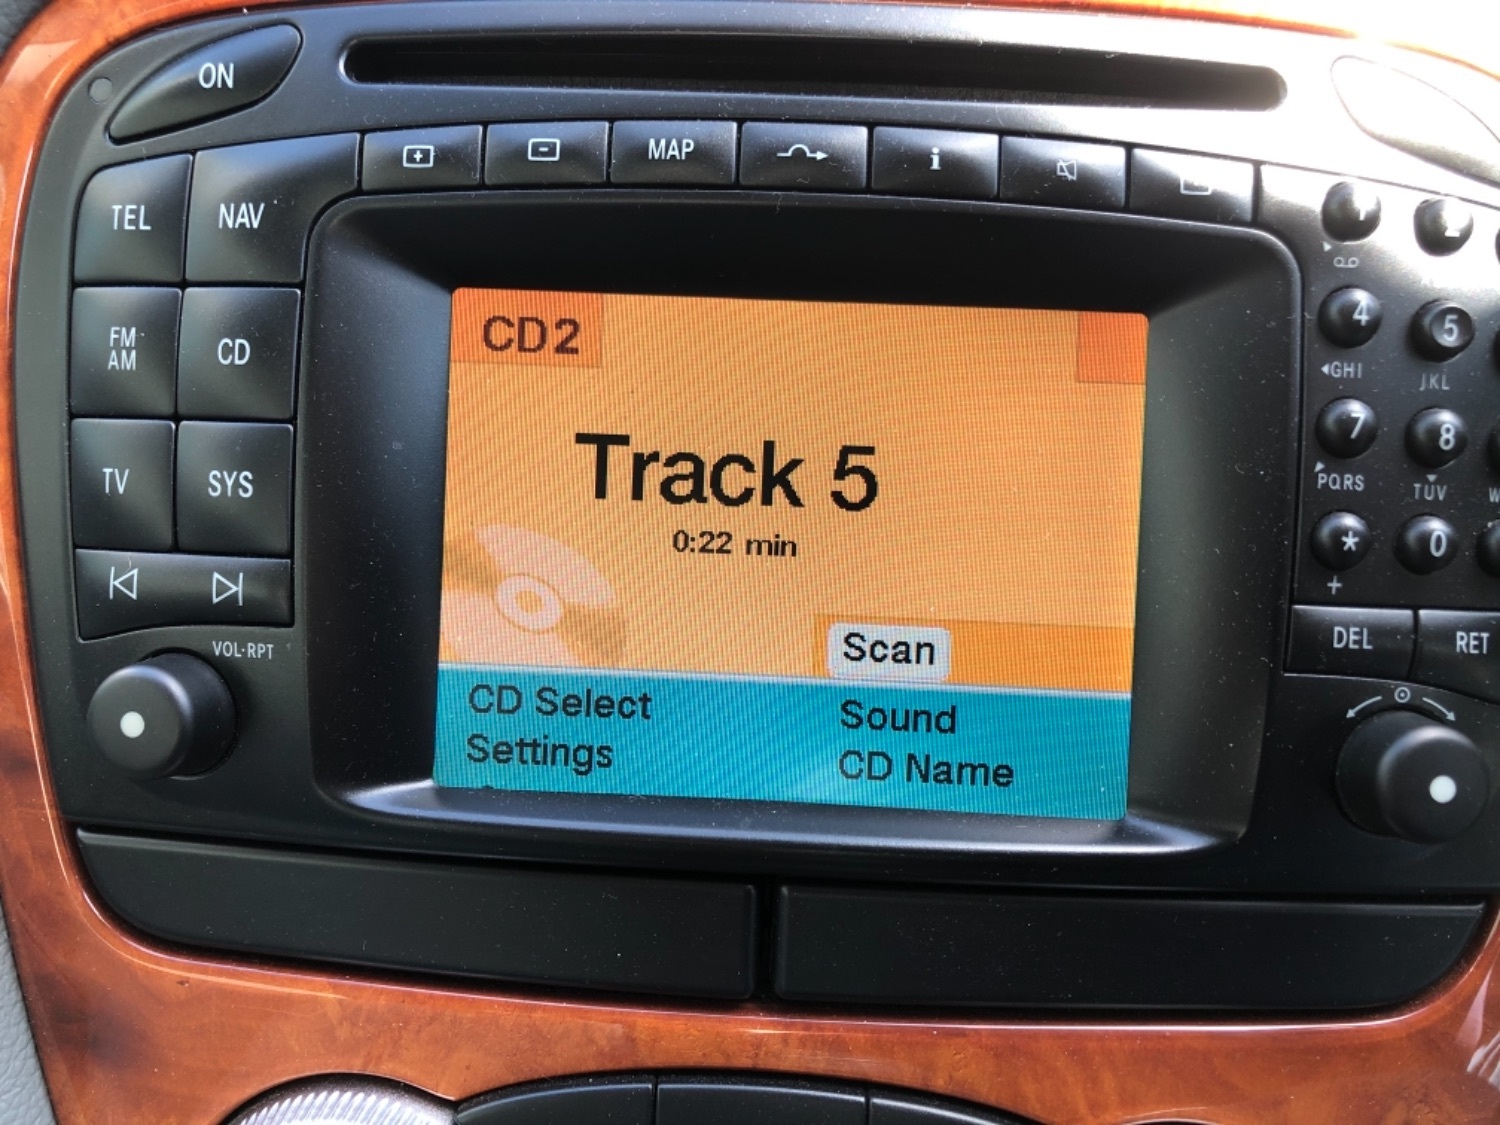 ON
MAP
i
TEL
NAV
FM
AM
CD
TV
SYS
VOL·RPT
CD2
Track 5
0:22 min
Scan
CD Select
Sound
Settings
CD Name
4
5
GHI
JKL
7
8
PQRS
TUV
*
0
+
DEL
RET